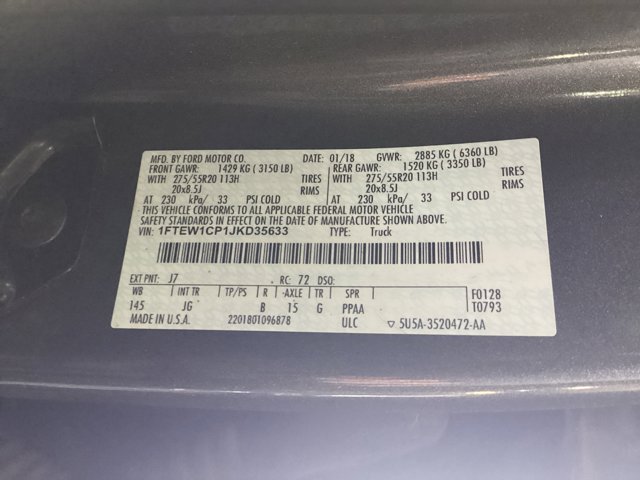 MFD. BY FORD MOTOR CO. DATE: 01/18 GVWR: 2885 KG ( 6360 LB)
FRONT GAWR: 1429 KG ( 3150 LB) REAR GAWR: 1520 KG ( 3350 LB)
WITH 275/55R20 113H TIRES WITH 275/55R20 113H TIRES
20x8.5J RIMS 20x8.5J RIMS
AT 230 kPa/ 33 PSI COLD AT 230 kPa/ 33 PSI COLD
THIS VEHICLE CONFORMS TO ALL APPLICABLE FEDERAL MOTOR VEHICLE
SAFETY STANDARDS IN EFFECT ON THE DATE OF MANUFACTURE SHOWN ABOVE.
VIN: 1FTEW1CP1JKD35633 TYPE: Truck
EXT PNT: J7 RC: 72 DSO:
WB INT TR TP/PS R AXLE TR SPR F0128
145 JG B 15 G PPAA T0793
MADE IN U.S.A. 2201801096878 ULC ▽ 5U5A-3520472-AA